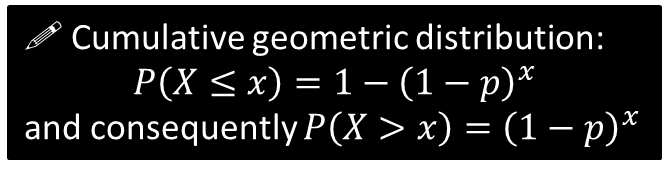 Cumulative geometric distribution:
P(X ≤ x) = 1 − (1 − p)ˣ
and consequently P(X > x) = (1 − p)ˣ